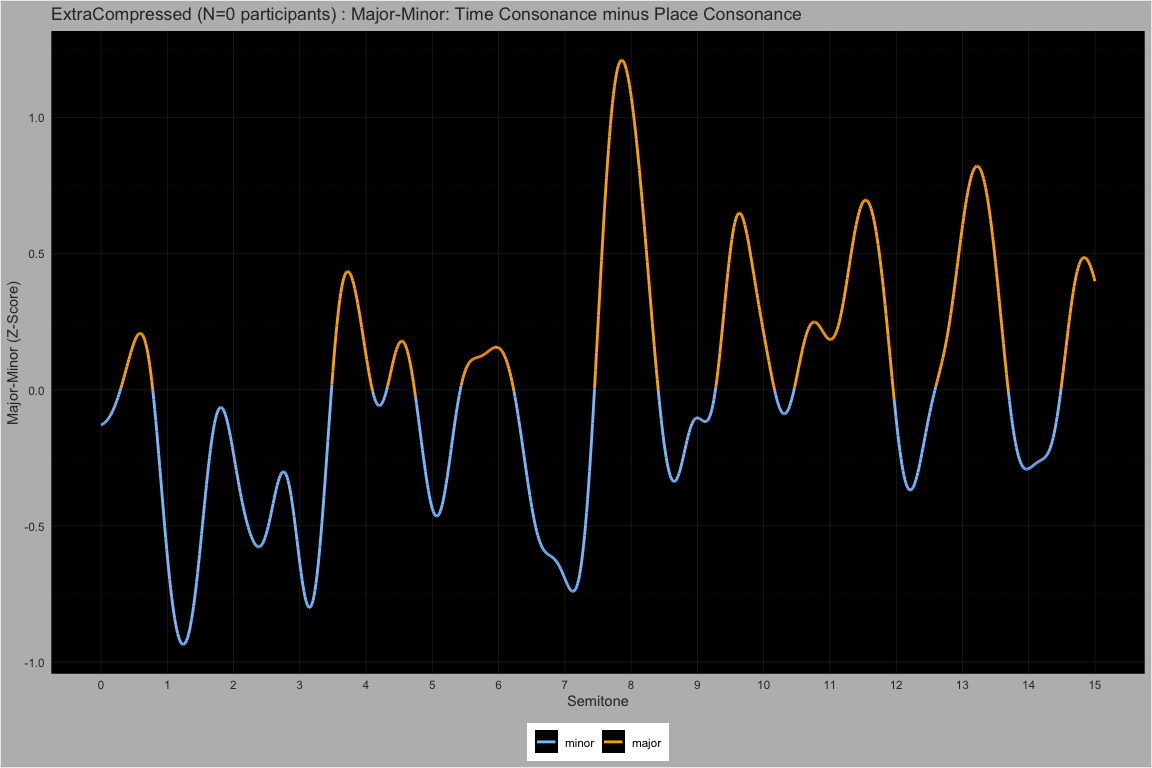 ExtraCompressed (N=0 participants) : Major-Minor: Time Consonance minus Place Consonance
Major-Minor (Z-Score)
1.0
0.5
0.0
-0.5
-1.0
0 1 2 3 4 5 6 7 8 9 10 11 12 13 14 15
Semitone
minor major